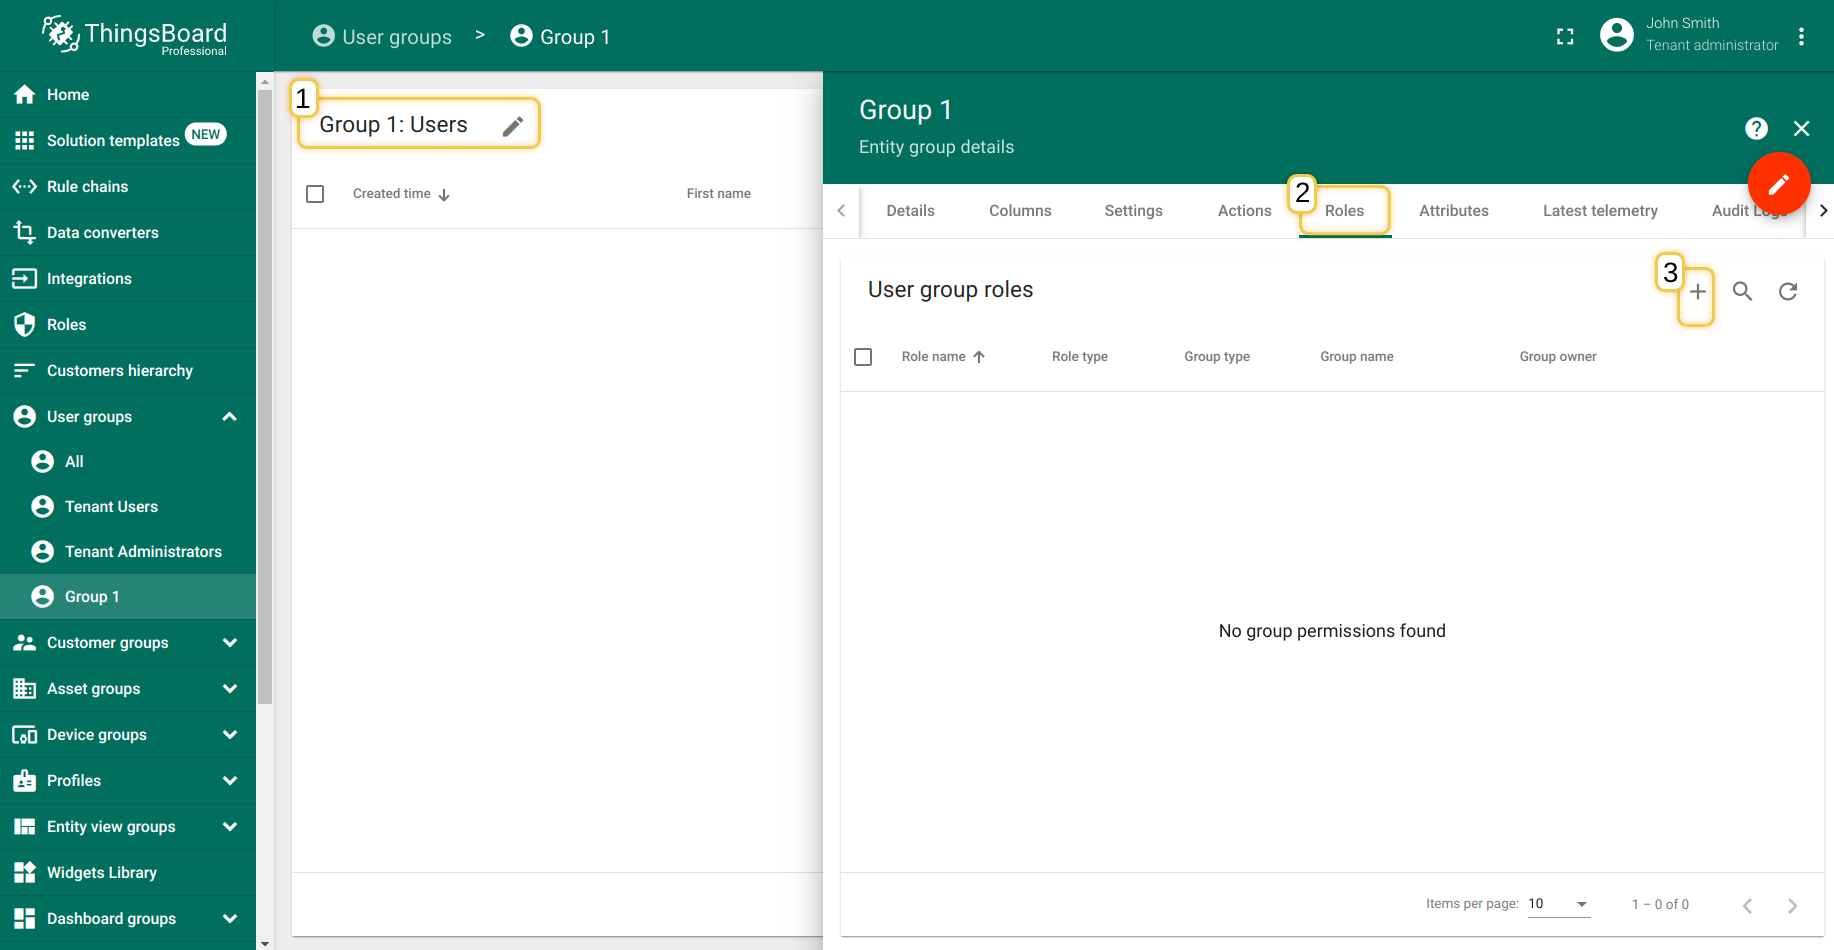 ThingsBoard
Professional
User groups > Group 1
John Smith
Tenant administrator
Home
Solution templates NEW
Rule chains
Data converters
Integrations
Roles
Customers hierarchy
User groups
All
Tenant Users
Tenant Administrators
Group 1
Customer groups
Asset groups
Device groups
Profiles
Entity view groups
Widgets Library
Dashboard groups
1
Group 1: Users
Created time First name
Group 1
Entity group details
?
2
Details Columns Settings Actions Roles Attributes Latest telemetry Audit Logs
3
User group roles
Role name Role type Group type Group name Group owner
No group permissions found
Items per page: 10 1 – 0 of 0